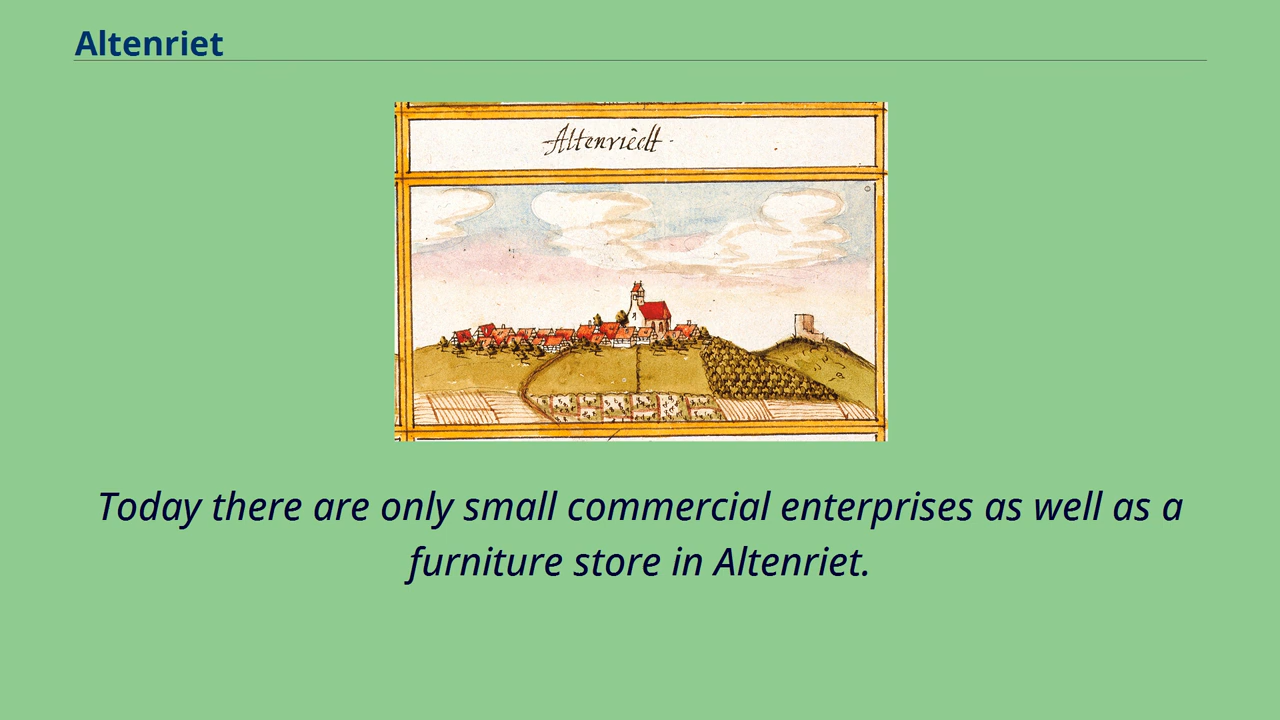 Altenriet
Altenriedt
Today there are only small commercial enterprises as well as a
furniture store in Altenriet.